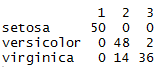 1 2 3
setosa 50 0 0
versicolor 0 48 2
virginica 0 14 36